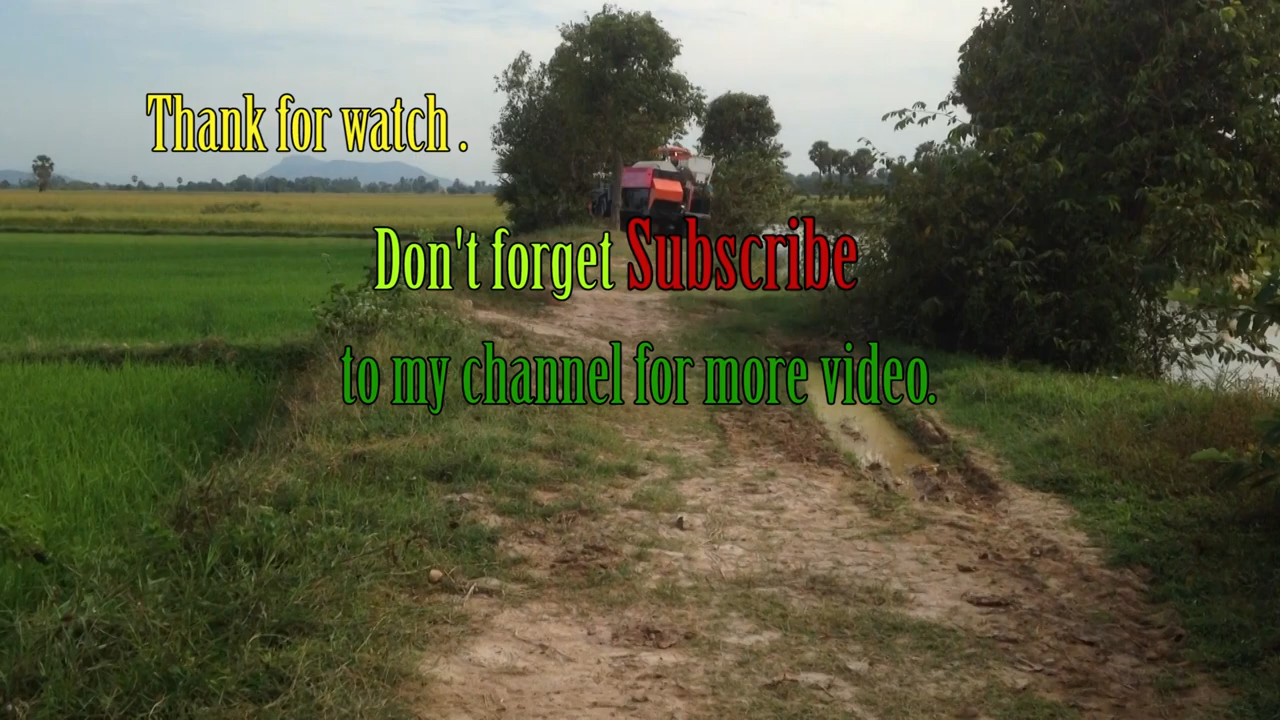 Thank for watch .
Don't forget Subscribe
to my channel for more video.